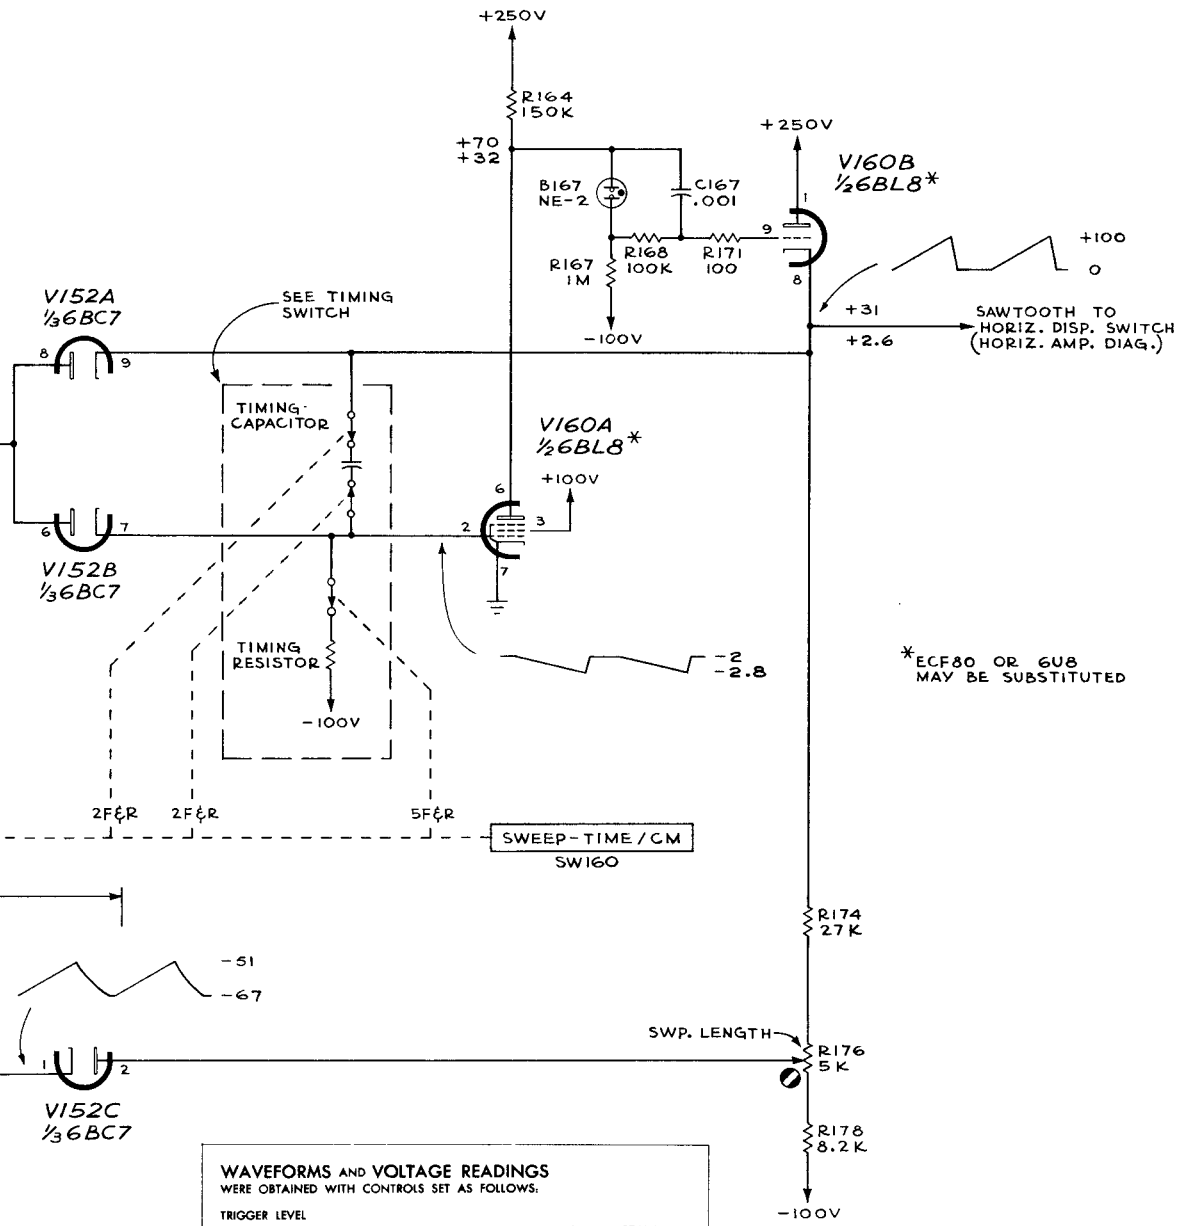 +250V
R164
150K
+70
+32
+250V
V160B
½6BL8*
B167
NE-2
C167
.001
1
9
8
R168
100K
R171
100
R167
1M
-100V
+100
0
+31
+2.6
SAWTOOTH TO
HORIZ. DISP. SWITCH
(HORIZ. AMP. DIAG.)
V152A
⅓6BC7
8
9
SEE TIMING
SWITCH
TIMING
CAPACITOR
V160A
½6BL8*
+100V
6
2
3
7
6
7
V152B
⅓6BC7
TIMING
RESISTOR
-100V
-2
-2.8
*ECF80 OR 6U8
MAY BE SUBSTITUTED
2F&R
2F&R
5F&R
SWEEP-TIME/CM
SW160
R174
27K
-51
-67
SWP. LENGTH
R176
5K
1
2
V152C
⅓6BC7
R178
8.2K
-100V
WAVEFORMS AND VOLTAGE READINGS
WERE OBTAINED WITH CONTROLS SET AS FOLLOWS:
TRIGGER LEVEL